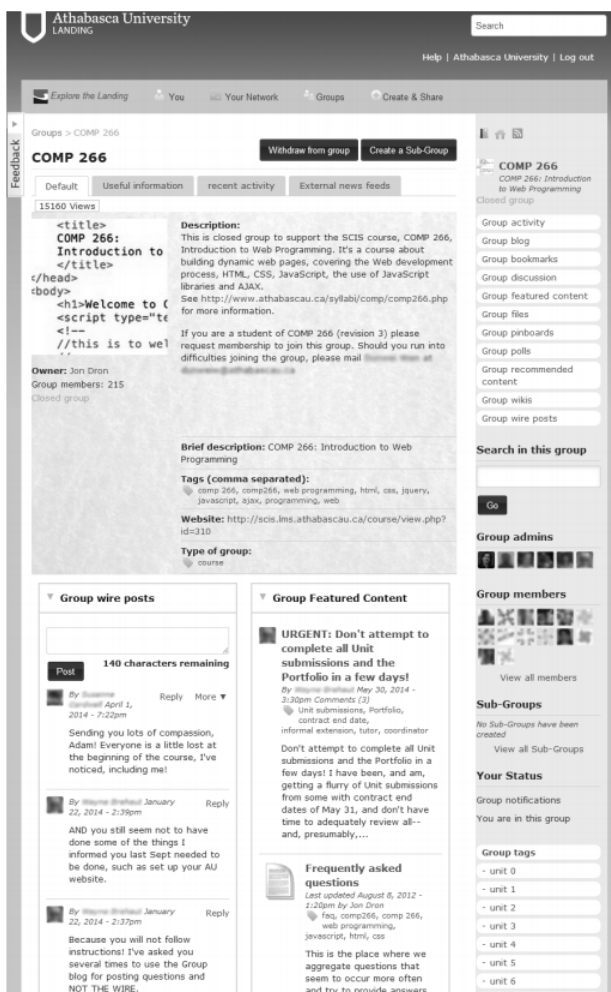 Athabasca University
LANDING
Search
Help | Athabasca University | Log out
Explore the Landing
You
Your Network
Groups
Create & Share
Feedback
Groups > COMP 266
COMP 266
Withdraw from group
Create a Sub-Group
Default
Useful information
recent activity
External news feeds
15160 Views
<title>
COMP 266:
Introduction to
</title>
</head>
<body>
<h1>Welcome to C
<script type="te
<!--
//this is to wel
Owner: Jon Dron
Group members: 215
Closed group
Description:
This is closed group to support the SCIS course, COMP 266,
Introduction to Web Programming. It's a course about
building dynamic web pages, covering the Web development
process, HTML, CSS, JavaScript, the use of JavaScript
libraries and AJAX.
See http://www.athabascau.ca/syllabi/comp/comp266.php
for more information.
If you are a student of COMP 266 (revision 3) please
request membership to join this group. Should you run into
difficulties joining the group, please mail
Brief description: COMP 266: Introduction to Web
Programming
Tags (comma separated):
comp 266, comp266, web programming, html, css, jquery,
javascript, ajax, programming, web
Website: http://scis.lms.athabascau.ca/course/view.php?
id=310
Type of group:
course
Group wire posts
Post
140 characters remaining
By April 1,
2014 - 7:22pm
Reply
More ▼
Sending you lots of compassion,
Adam! Everyone is a little lost at
the beginning of the course, I've
noticed, including me!
By January
22, 2014 - 2:39pm
Reply
AND you still seem not to have
done some of the things I
informed you last Sept needed to
be done, such as set up your AU
website.
By January
22, 2014 - 2:37pm
Reply
Because you will not follow
instructions! I've asked you
several times to use the Group
blog for posting questions and
NOT THE WIRE.
Group Featured Content
URGENT: Don't attempt to
complete all Unit
submissions and the
Portfolio in a few days!
By May 30, 2014 -
3:30pm Comments (3)
Unit submissions, Portfolio,
contract end date,
informal extension, tutor, coordinator
Don't attempt to complete all Unit
submissions and the Portfolio in a
few days! I have been, and am,
getting a flurry of Unit submissions
from some with contract end
dates of May 31, and don't have
time to adequately review all--
and, presumably,...
Frequently asked
questions
Last updated August 8, 2012 -
1:20pm by Jon Dron
faq, comp266, comp 266,
web programming,
javascript, html, css
This is the place where we
aggregate questions that
seem to occur more often
and try to provide answers
COMP 266
COMP 266: Introduction
to Web Programming
Closed group
Group activity
Group blog
Group bookmarks
Group discussion
Group featured content
Group files
Group pinboards
Group polls
Group recommended
content
Group wikis
Group wire posts
Search in this group
Go
Group admins
Group members
View all members
Sub-Groups
No Sub-Groups have been
created
View all Sub-Groups
Your Status
Group notifications
You are in this group
Group tags
- unit 0
- unit 1
- unit 2
- unit 3
- unit 4
- unit 5
- unit 6